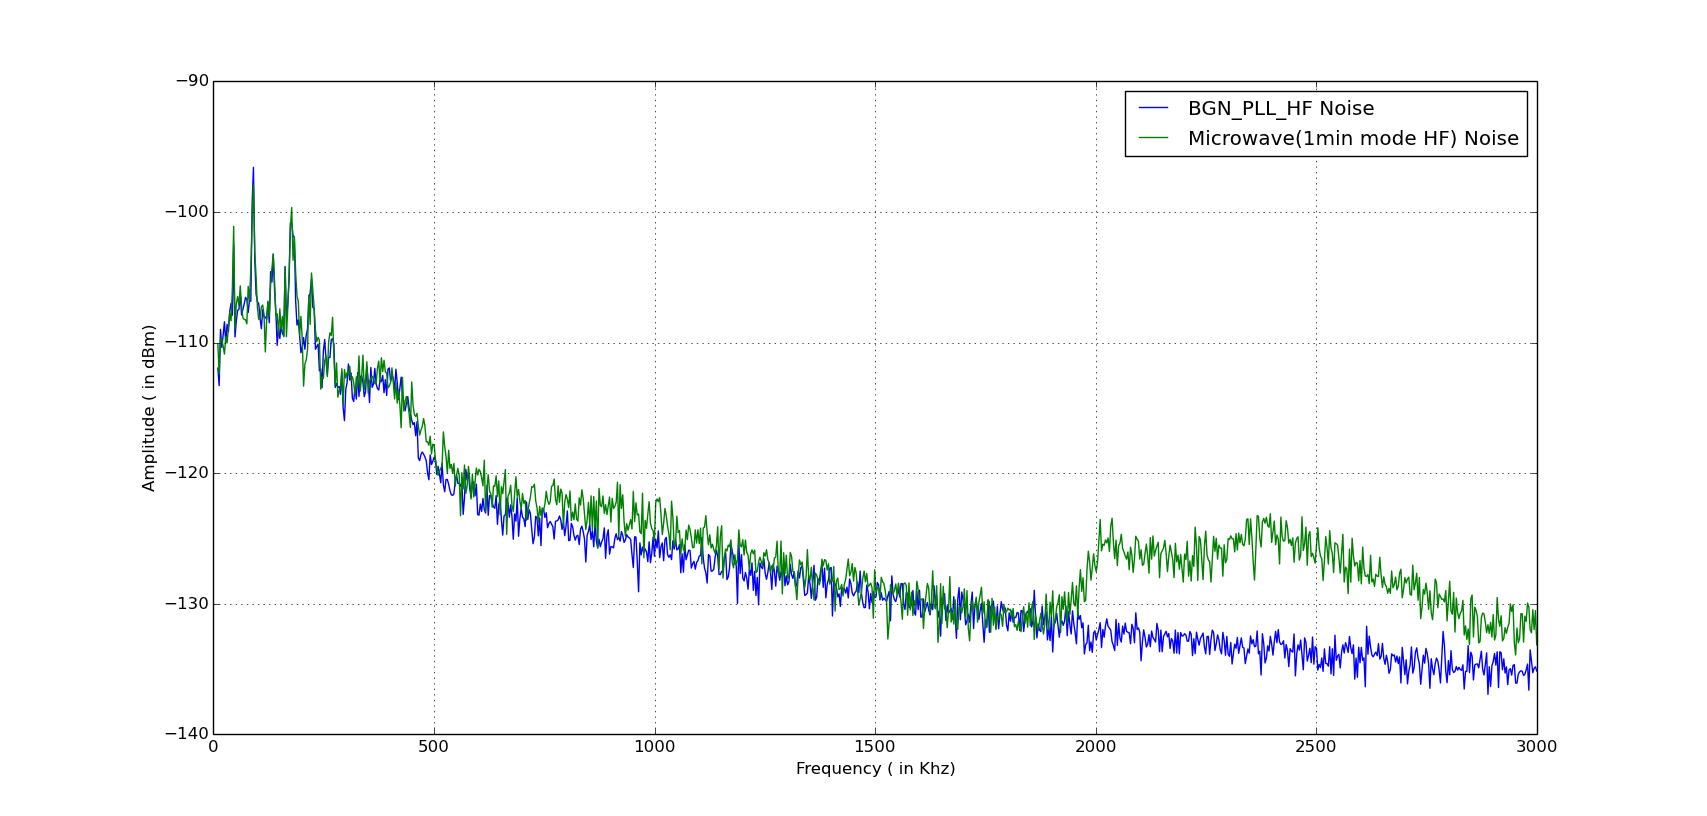 −90
−100
−110
−120
−130
−140
Amplitude ( in dBm)
BGN_PLL_HF Noise
Microwave(1min mode HF) Noise
0 500 1000 1500 2000 2500 3000
Frequency ( in Khz)